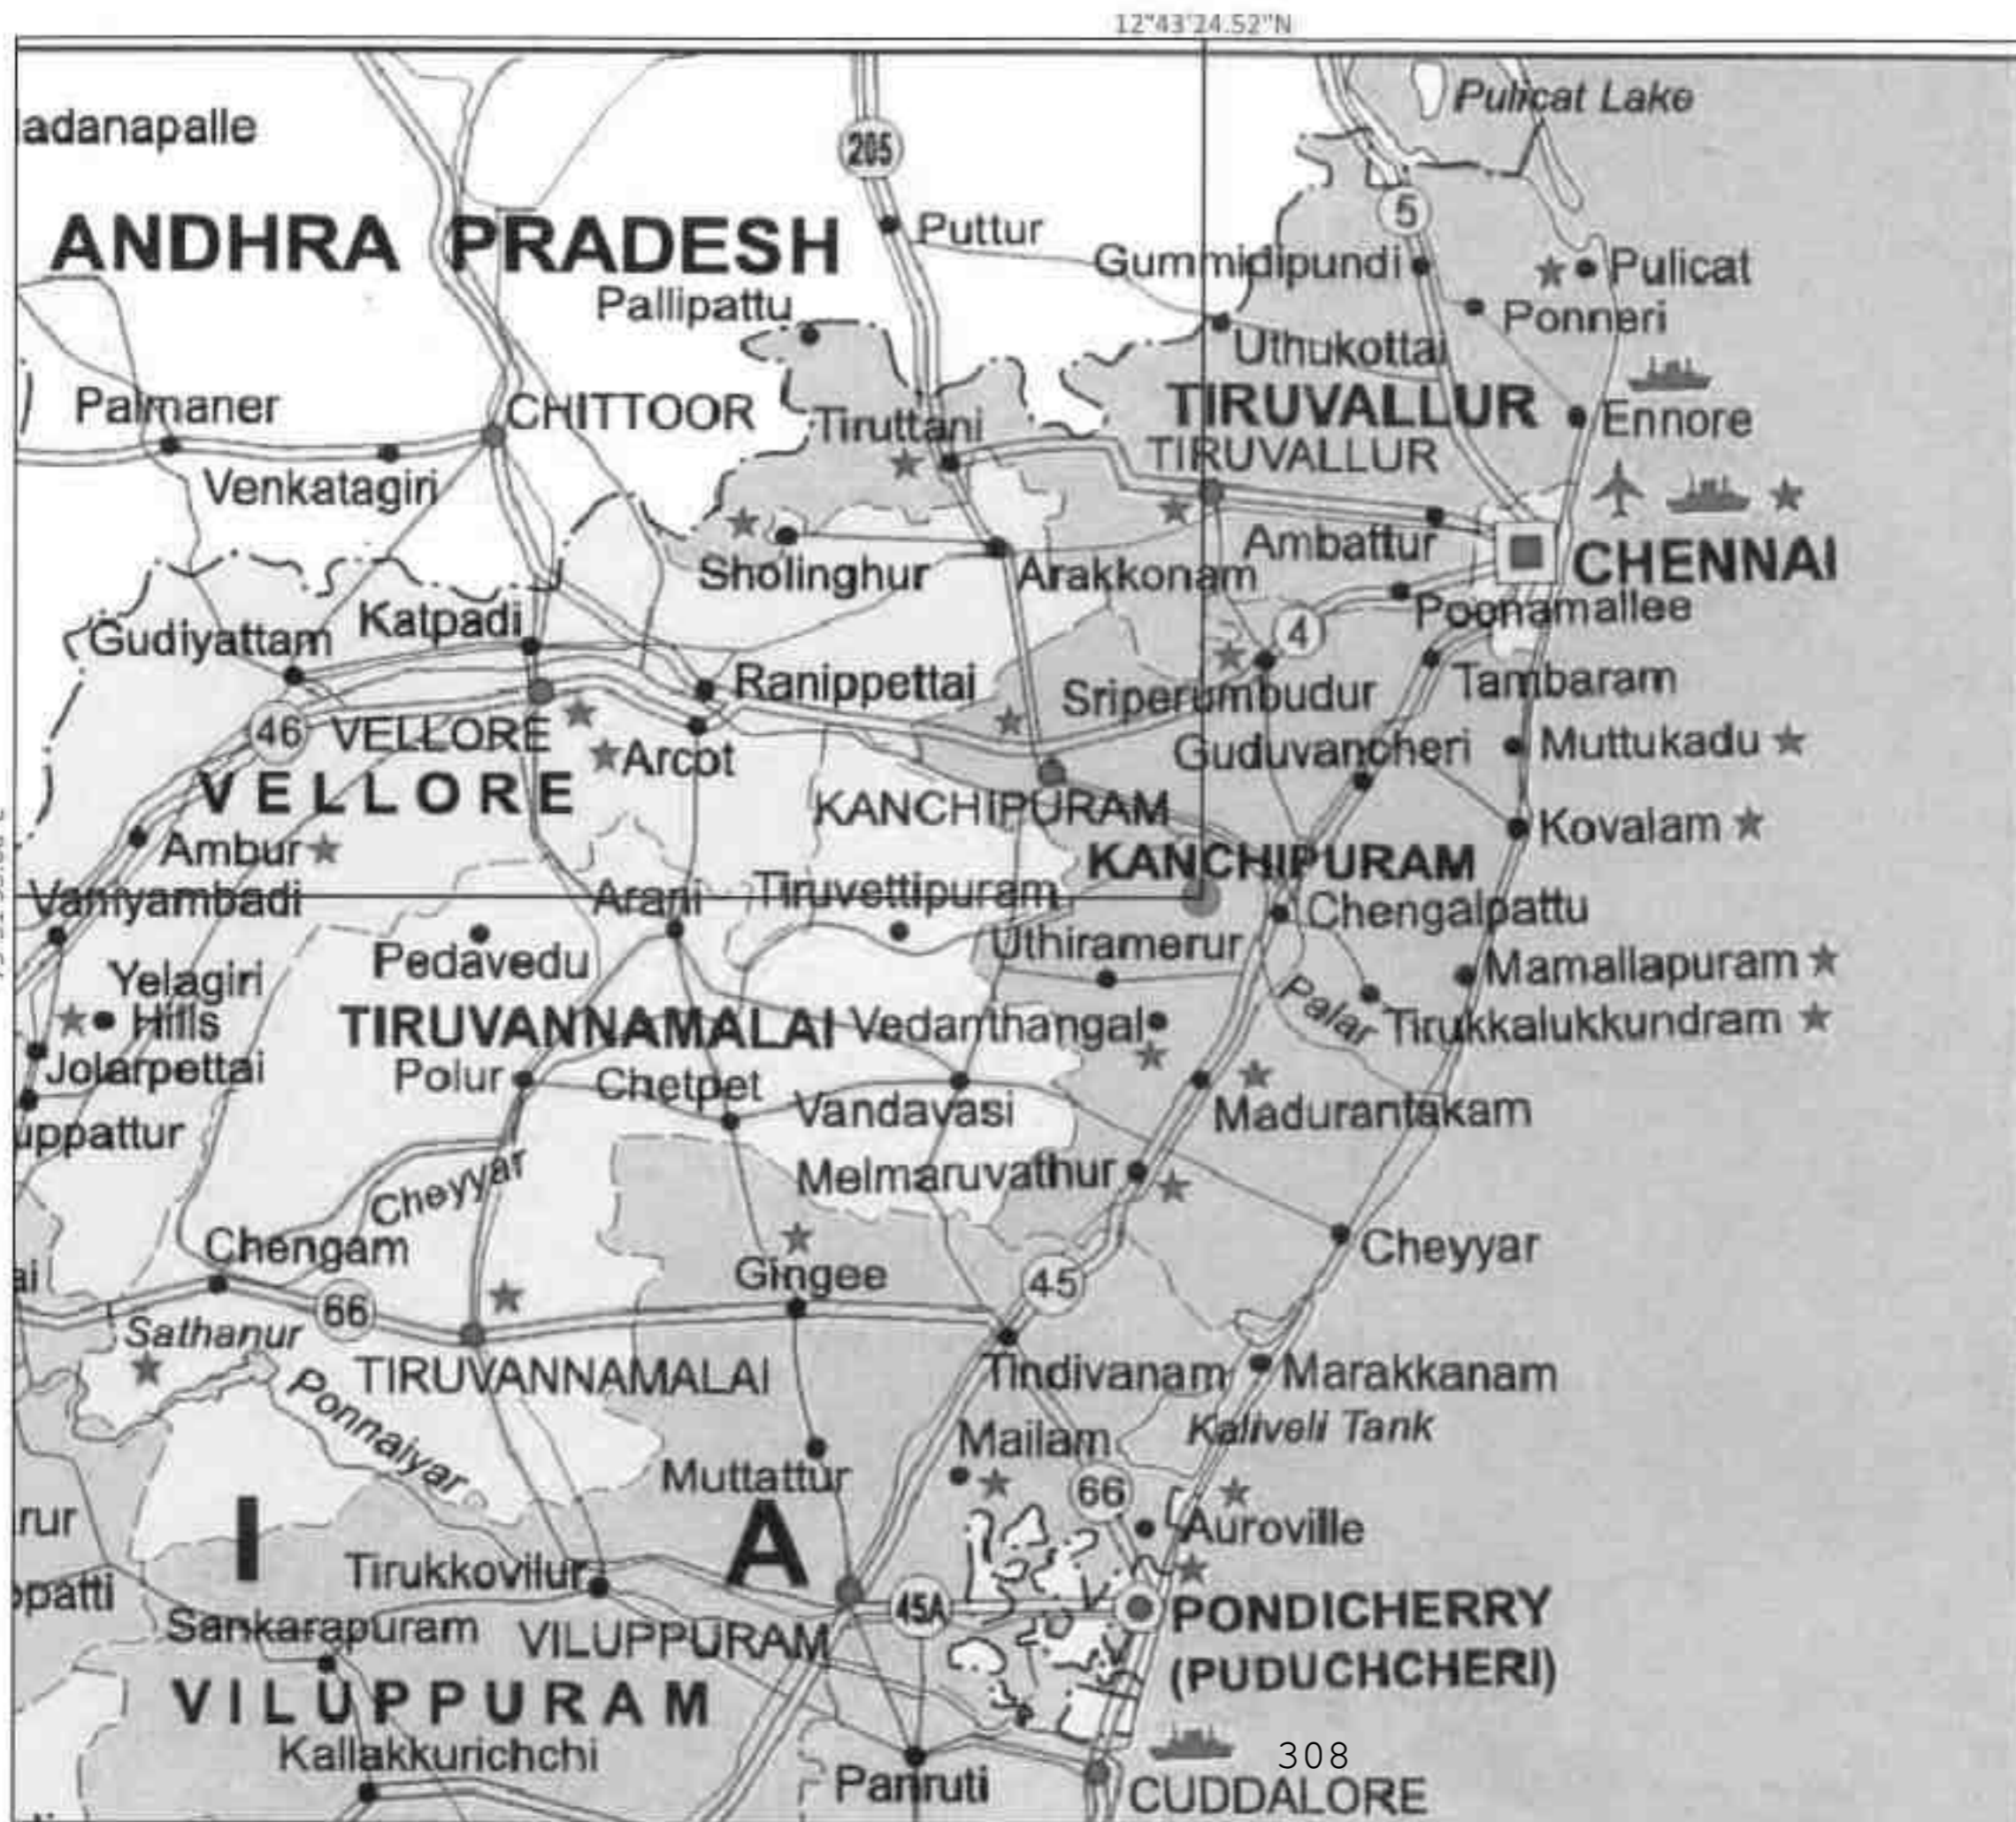 12°43'24.52"N
Pulicat Lake
adanapalle
205
5
ANDHRA PRADESH
Puttur
Gummidipundi
Pulicat
Pallipattu
Ponneri
Uthukottai
Palmaner
CHITTOOR
Tiruttani
TIRUVALLUR
Ennore
TIRUVALLUR
Venkatagiri
Ambattur
CHENNAI
Sholinghur
Arakkonam
Poonamallee
Gudiyattam
Katpadi
4
Ranippettai
Sriperumbudur
Tambaram
46
VELLORE
Arcot
Guduvancheri
Muttukadu
VELLORE
KANCHIPURAM
Kovalam
Ambur
KANCHIPURAM
Vaniyambadi
Arani
Tiruvettipuram
Chengalpattu
Pedavedu
Uthiramerur
Mamallapuram
Yelagiri
Hills
Palar
TIRUVANNAMALAI
Vedanthangal
Tirukkalukkundram
Jolarpettai
Polur
Chetpet
Vandavasi
Madurantakam
uppattur
Melmaruvathur
Cheyyar
Chengam
Cheyyar
ai
Gingee
45
66
Sathanur
TIRUVANNAMALAI
Tindivanam
Marakkanam
Ponnaiyar
Kaliveli Tank
Mailam
Muttattur
66
rur
I A
Auroville
Tirukkovilur
patti
45A
PONDICHERRY
(PUDUCHCHERI)
Sankarapuram
VILUPPURAM
VILUPPURAM
Kallakkurichchi
308
Panruti
CUDDALORE